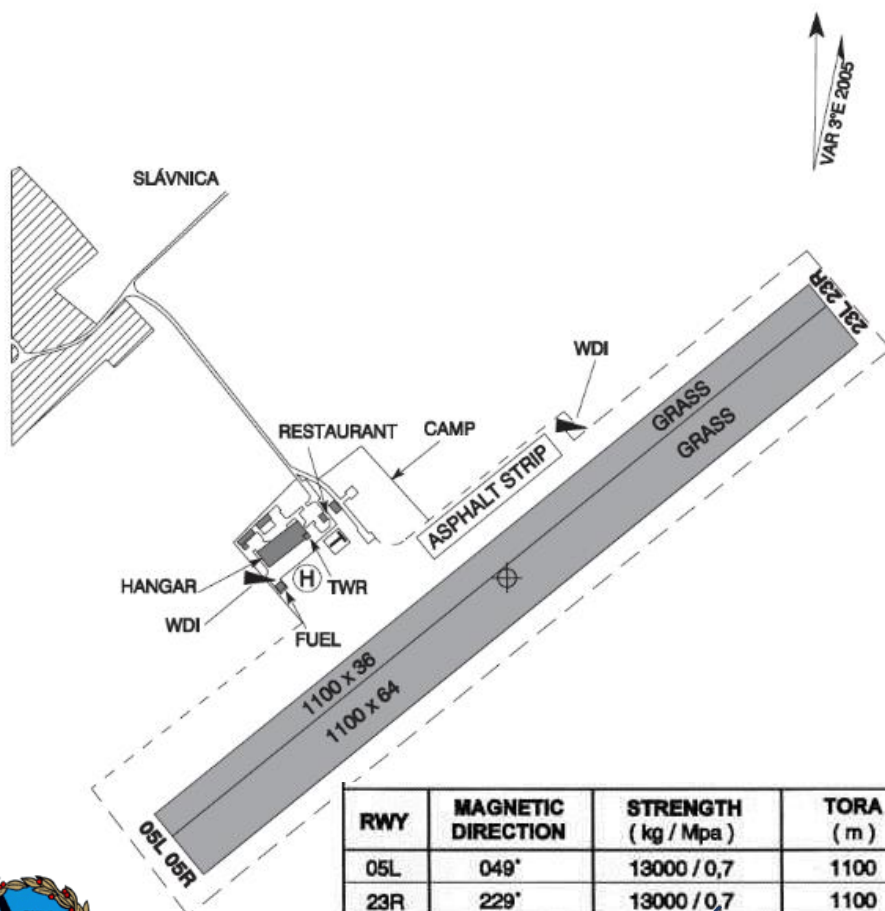 VAR 3°E 2005
SLÁVNICA
23L 23R
WDI
GRASS
GRASS
RESTAURANT
CAMP
ASPHALT STRIP
T
HANGAR
H
TWR
WDI
FUEL
1100 x 36
1100 x 64
05L 05R
RWY MAGNETIC DIRECTION STRENGTH ( kg / Mpa ) TORA ( m )
05L 049° 13000 / 0,7 1100
23R 229° 13000 / 0,7 1100